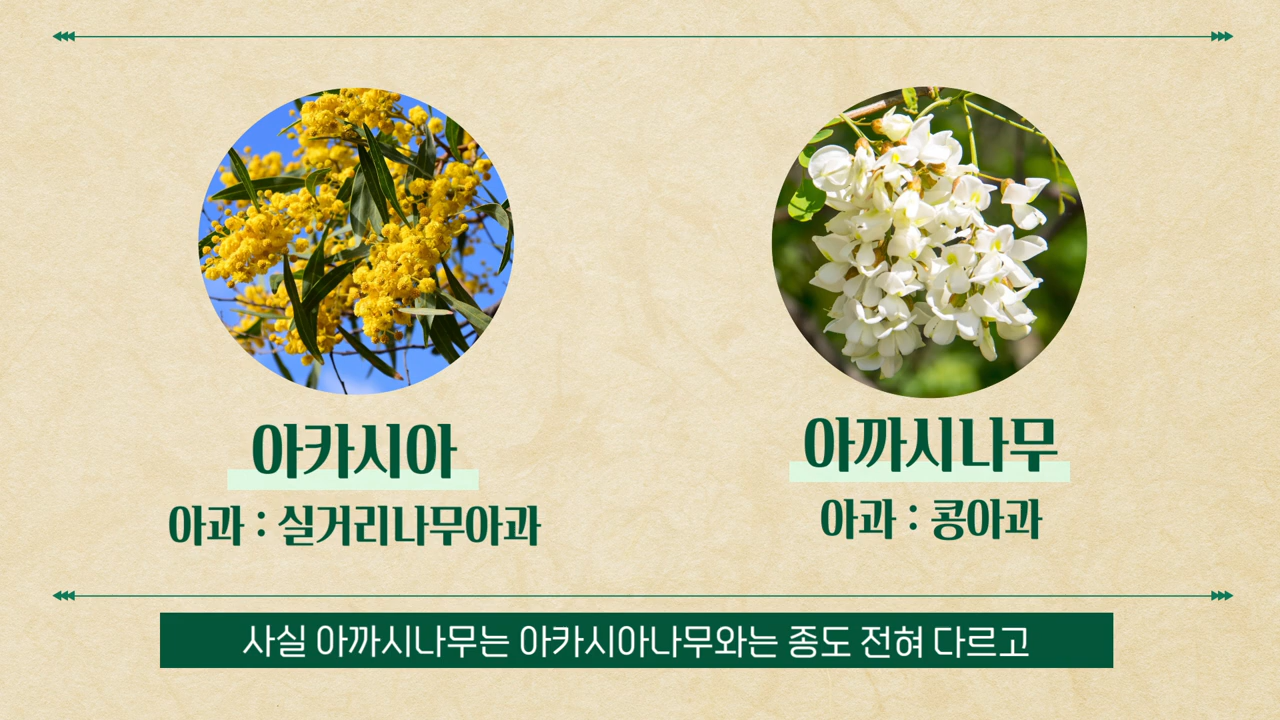 아카시아
아과 : 실거리나무아과
아까시나무
아과 : 콩아과
사실 아까시나무는 아카시아나무와는 종도 전혀 다르고